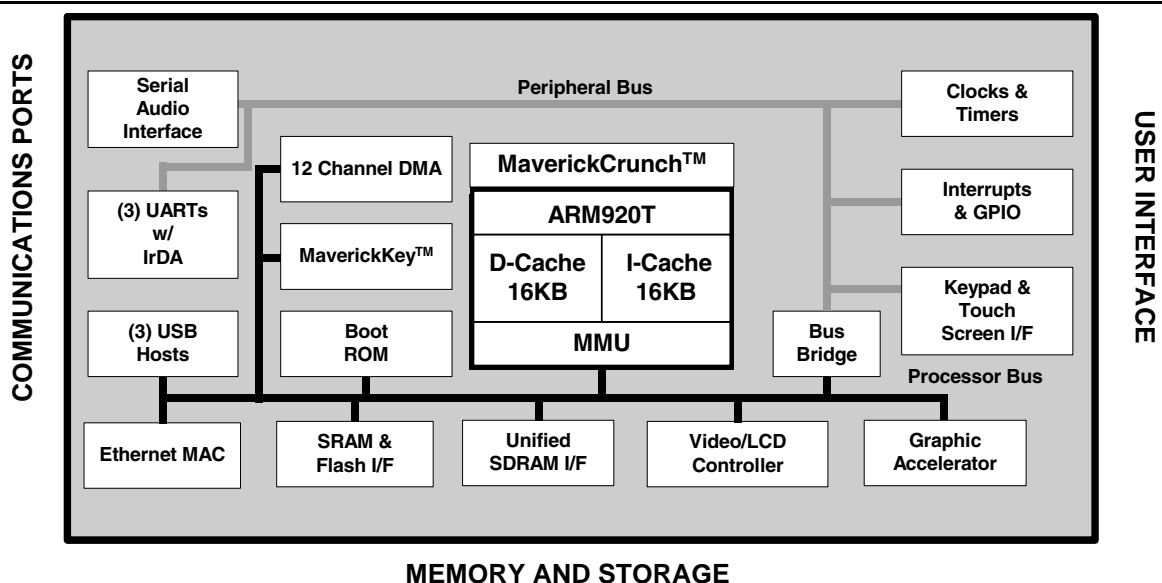 COMMUNICATIONS PORTS
Serial
Audio
Interface
Peripheral Bus
Clocks &
Timers
12 Channel DMA
MaverickCrunch™
(3) UARTs
w/
IrDA
ARM920T
Interrupts
& GPIO
MaverickKey™
D-Cache
16KB
I-Cache
16KB
Keypad &
Touch
Screen I/F
(3) USB
Hosts
Boot
ROM
MMU
Bus
Bridge
Processor Bus
Ethernet MAC
SRAM &
Flash I/F
Unified
SDRAM I/F
Video/LCD
Controller
Graphic
Accelerator
USER INTERFACE
MEMORY AND STORAGE